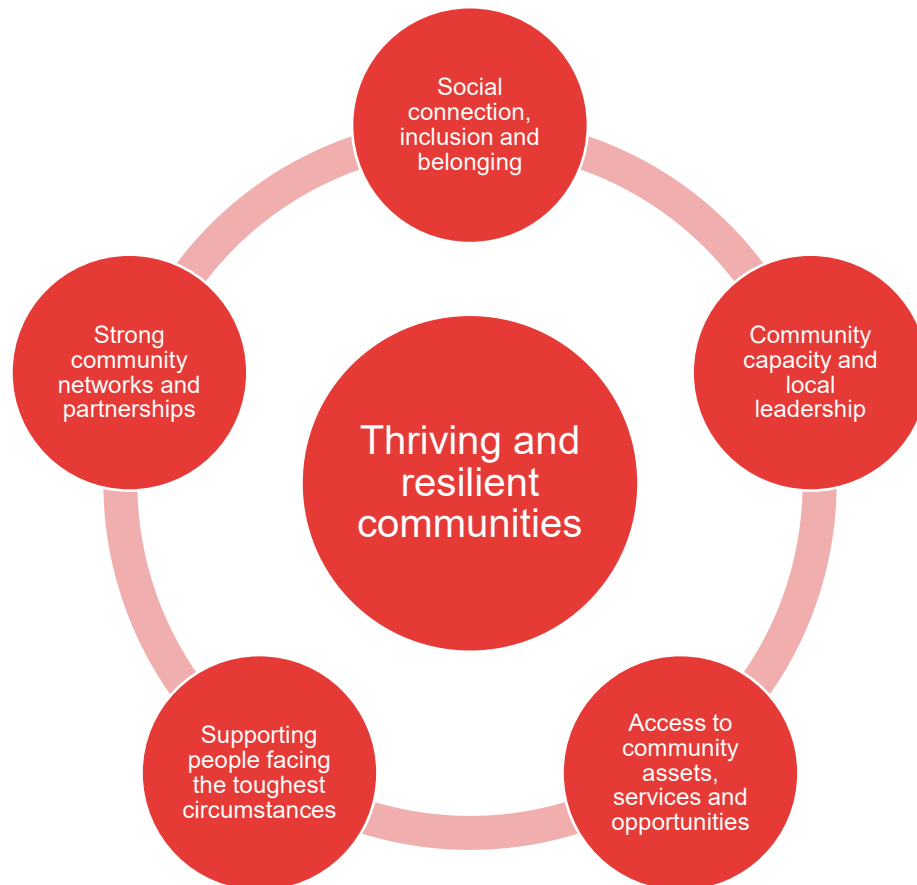 Social
connection,
inclusion and
belonging
Community
capacity and
local
leadership
Access to
community
assets,
services and
opportunities
Supporting
people facing
the toughest
circumstances
Strong
community
networks and
partnerships
Thriving and
resilient
communities